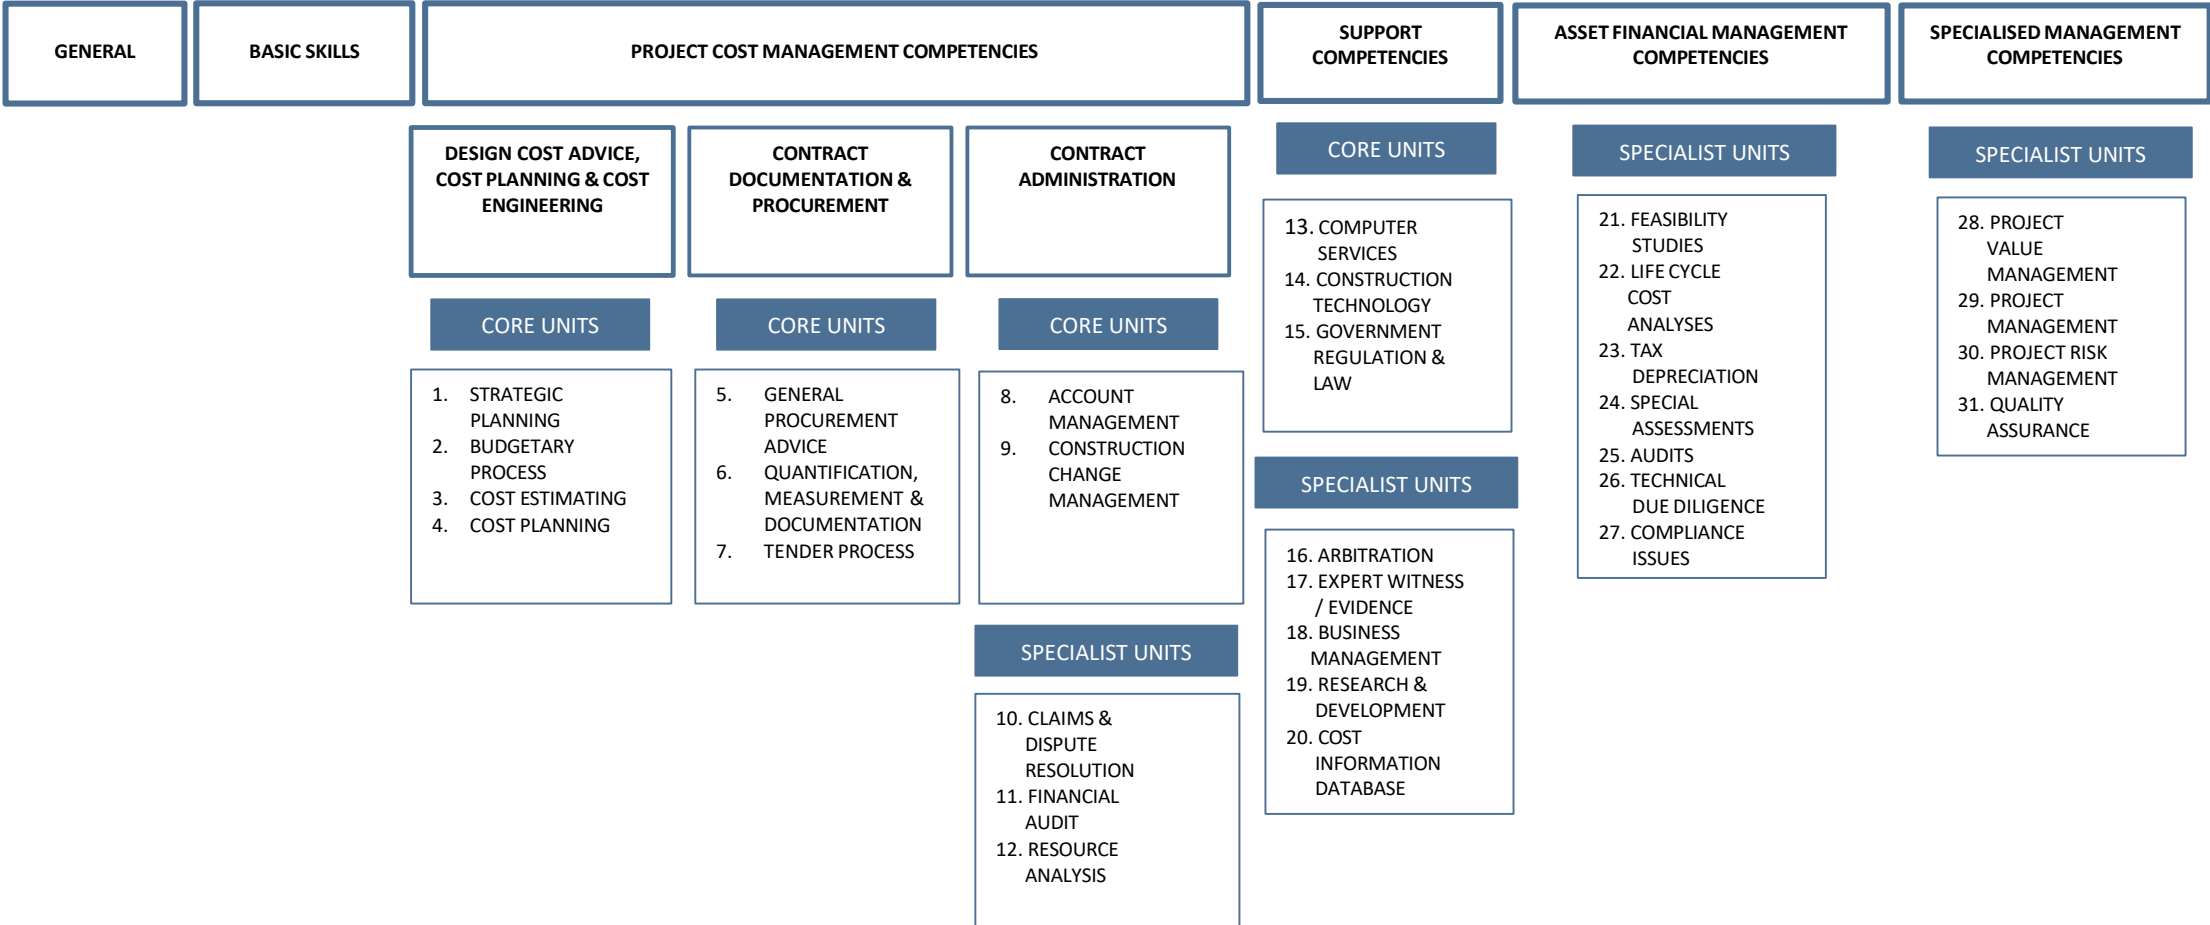 GENERAL
BASIC SKILLS
PROJECT COST MANAGEMENT COMPETENCIES
SUPPORT
COMPETENCIES
ASSET FINANCIAL MANAGEMENT
COMPETENCIES
SPECIALISED MANAGEMENT
COMPETENCIES
DESIGN COST ADVICE,
COST PLANNING & COST
ENGINEERING
CORE UNITS
1. STRATEGIC
PLANNING
2. BUDGETARY
PROCESS
3. COST ESTIMATING
4. COST PLANNING
CONTRACT
DOCUMENTATION &
PROCUREMENT
CORE UNITS
5. GENERAL
PROCUREMENT
ADVICE
6. QUANTIFICATION,
MEASUREMENT &
DOCUMENTATION
7. TENDER PROCESS
CONTRACT
ADMINISTRATION
CORE UNITS
8. ACCOUNT
MANAGEMENT
9. CONSTRUCTION
CHANGE
MANAGEMENT
SPECIALIST UNITS
10. CLAIMS &
DISPUTE
RESOLUTION
11. FINANCIAL
AUDIT
12. RESOURCE
ANALYSIS
CORE UNITS
13. COMPUTER
SERVICES
14. CONSTRUCTION
TECHNOLOGY
15. GOVERNMENT
REGULATION &
LAW
SPECIALIST UNITS
16. ARBITRATION
17. EXPERT WITNESS
/ EVIDENCE
18. BUSINESS
MANAGEMENT
19. RESEARCH &
DEVELOPMENT
20. COST
INFORMATION
DATABASE
SPECIALIST UNITS
21. FEASIBILITY
STUDIES
22. LIFE CYCLE
COST
ANALYSES
23. TAX
DEPRECIATION
24. SPECIAL
ASSESSMENTS
25. AUDITS
26. TECHNICAL
DUE DILIGENCE
27. COMPLIANCE
ISSUES
SPECIALIST UNITS
28. PROJECT
VALUE
MANAGEMENT
29. PROJECT
MANAGEMENT
30. PROJECT RISK
MANAGEMENT
31. QUALITY
ASSURANCE